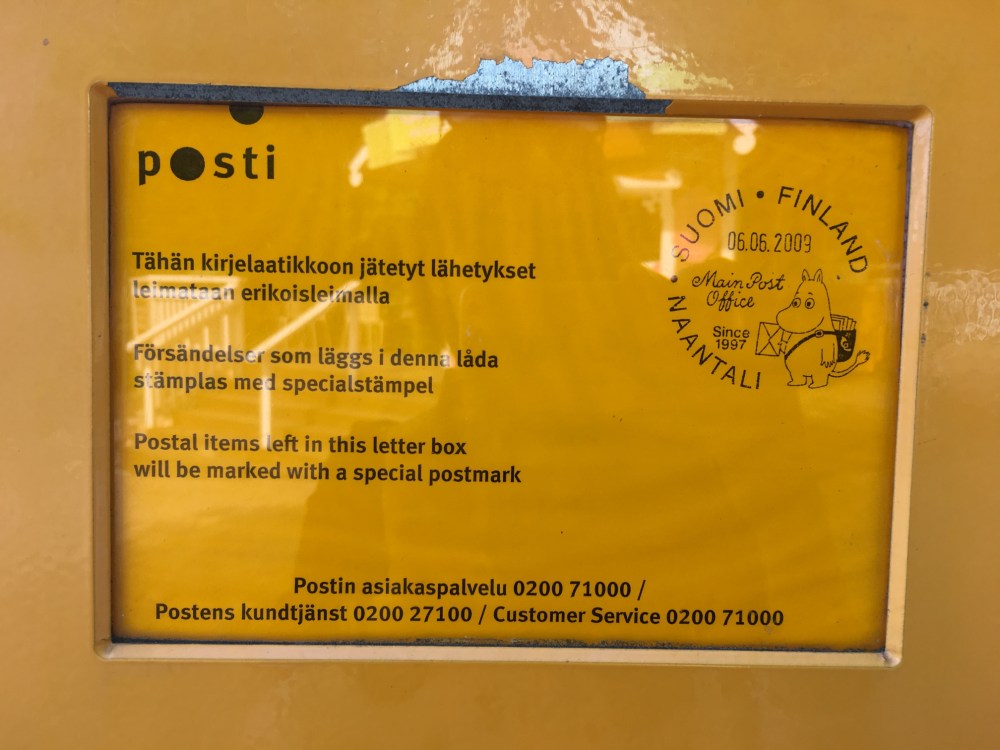 posti
SUOMI • FINLAND • NAANTALI
06.06.2009
Main Post
Office
Since
1997
Tähän kirjelaatikkoon jätetyt lähetykset
leimataan erikoisleimalla
Försändelser som läggs i denna låda
stämplas med specialstämpel
Postal items left in this letter box
will be marked with a special postmark
Postin asiakaspalvelu 0200 71000 /
Postens kundtjänst 0200 27100 / Customer Service 0200 71000